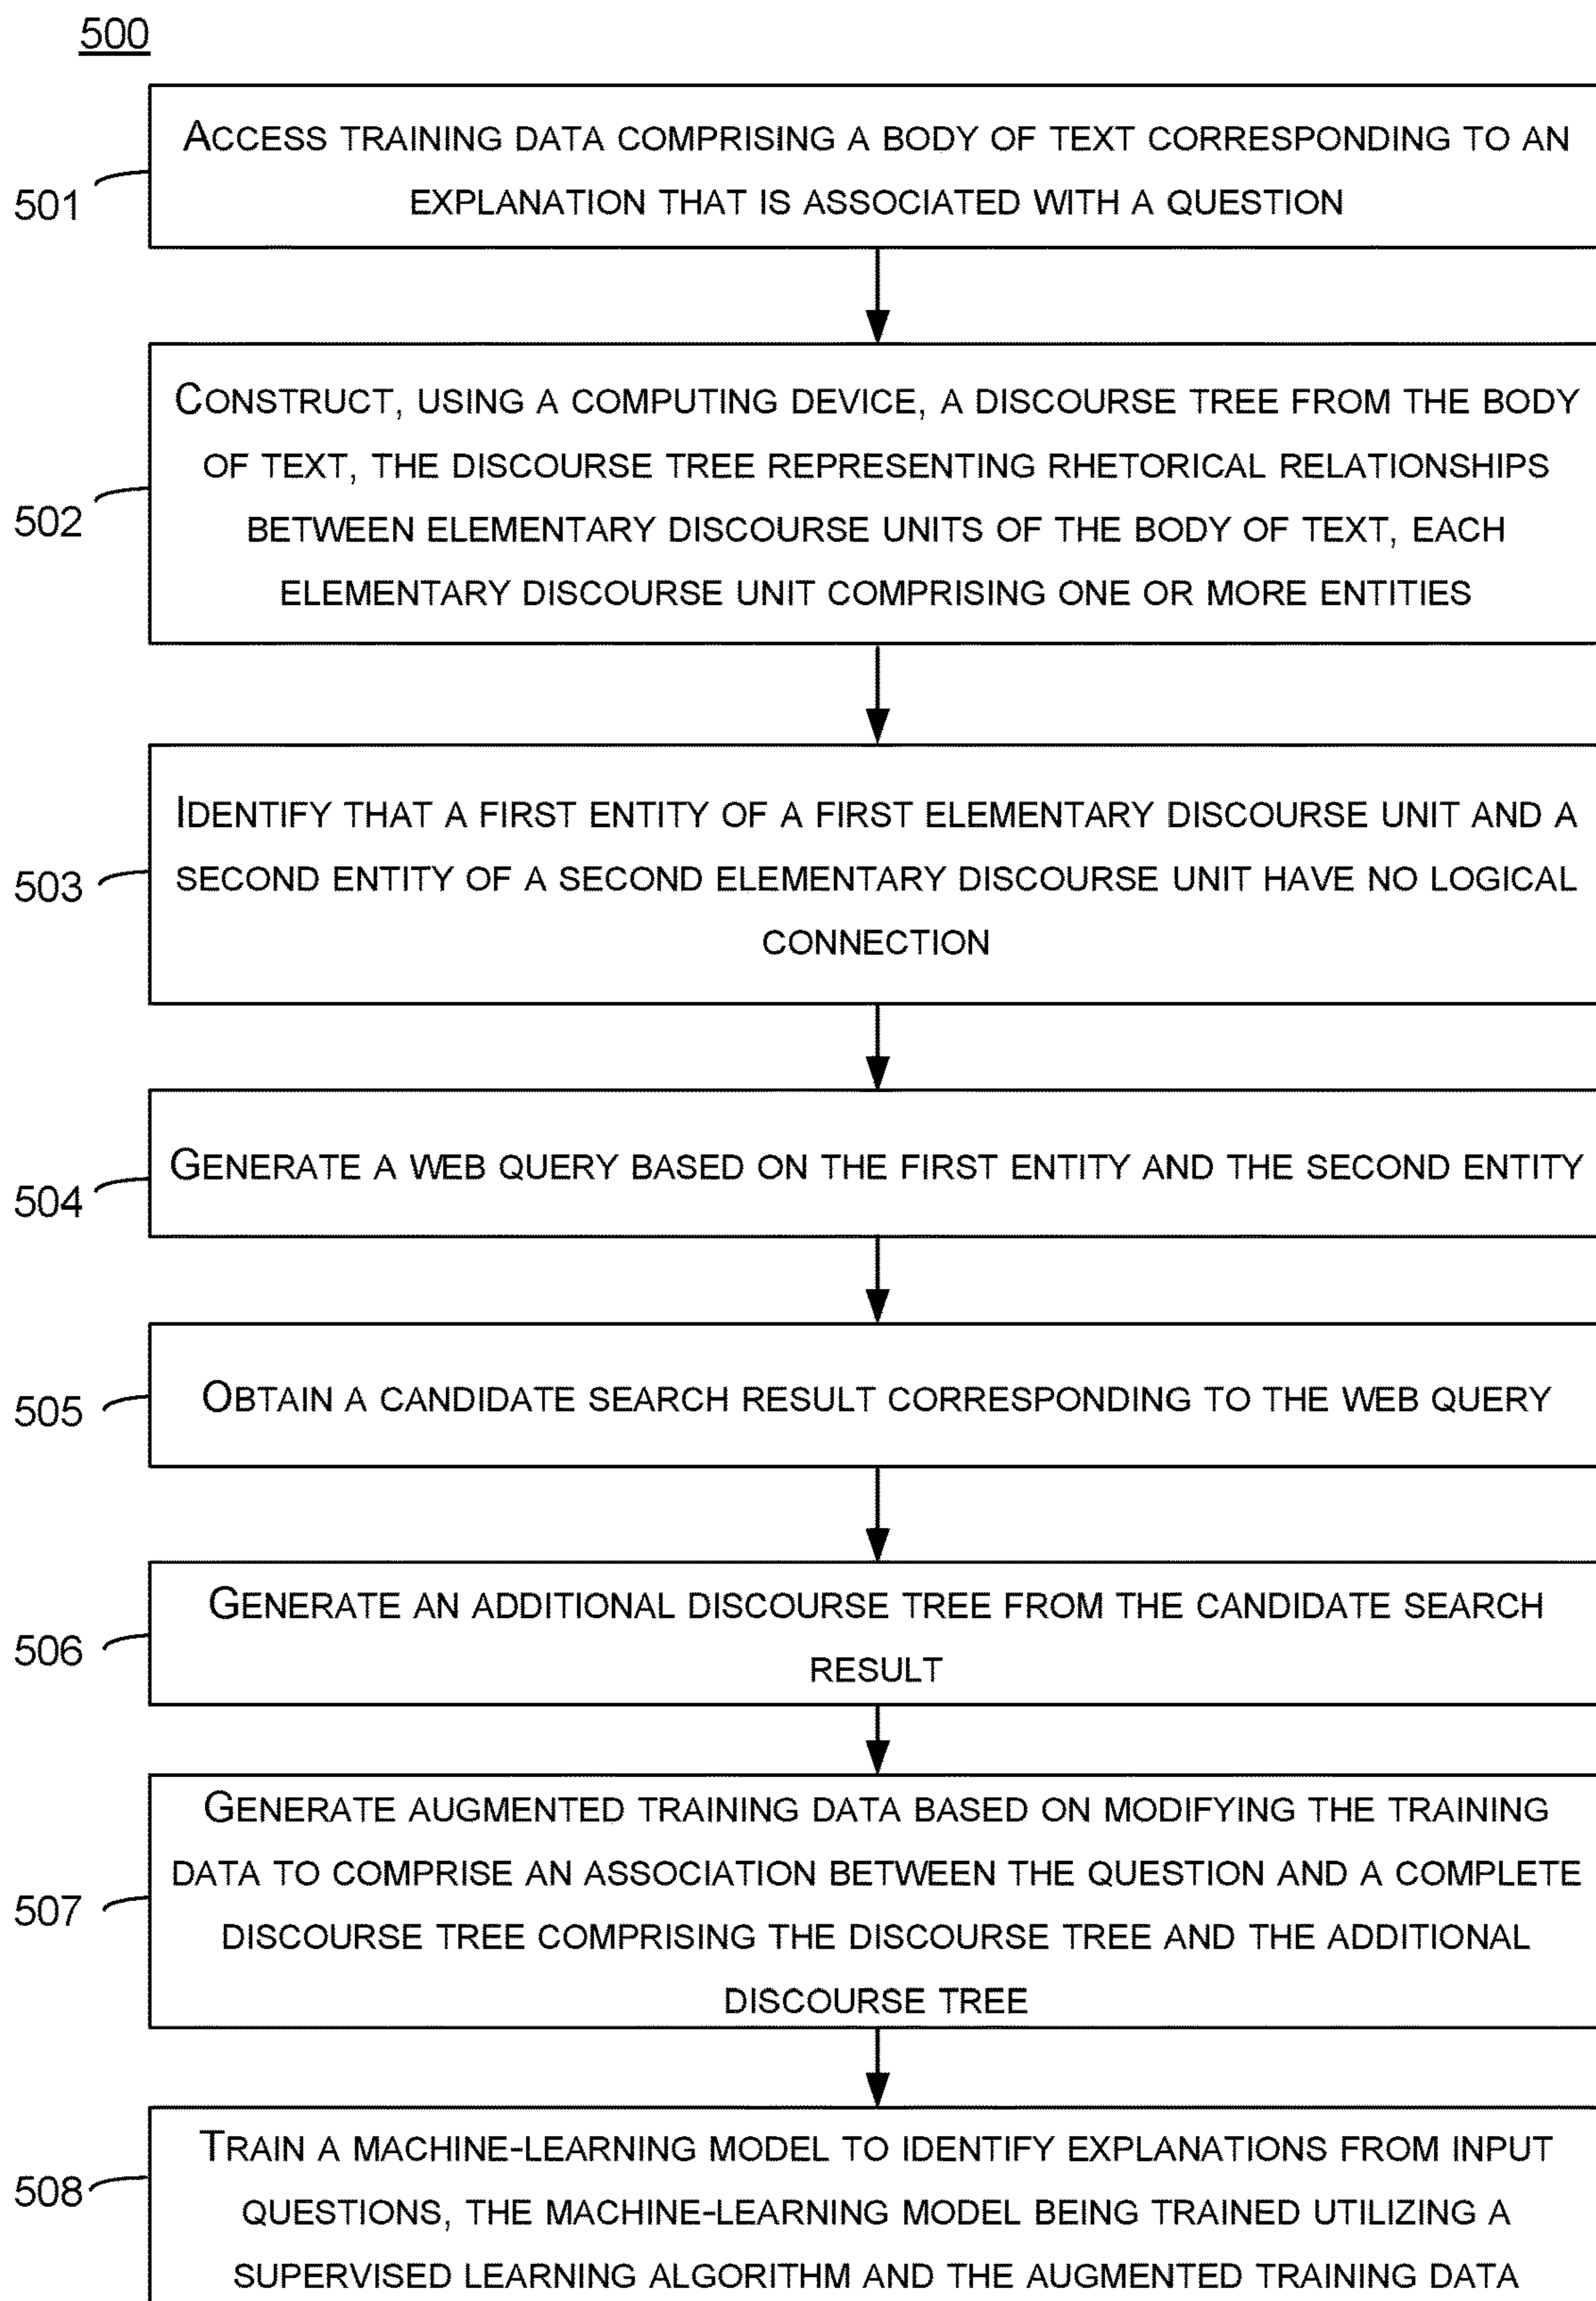 500
ACCESS TRAINING DATA COMPRISING A BODY OF TEXT CORRESPONDING TO AN
EXPLANATION THAT IS ASSOCIATED WITH A QUESTION
501
CONSTRUCT, USING A COMPUTING DEVICE, A DISCOURSE TREE FROM THE BODY
OF TEXT, THE DISCOURSE TREE REPRESENTING RHETORICAL RELATIONSHIPS
BETWEEN ELEMENTARY DISCOURSE UNITS OF THE BODY OF TEXT, EACH
ELEMENTARY DISCOURSE UNIT COMPRISING ONE OR MORE ENTITIES
502
IDENTIFY THAT A FIRST ENTITY OF A FIRST ELEMENTARY DISCOURSE UNIT AND A
SECOND ENTITY OF A SECOND ELEMENTARY DISCOURSE UNIT HAVE NO LOGICAL
CONNECTION
503
GENERATE A WEB QUERY BASED ON THE FIRST ENTITY AND THE SECOND ENTITY
504
OBTAIN A CANDIDATE SEARCH RESULT CORRESPONDING TO THE WEB QUERY
505
GENERATE AN ADDITIONAL DISCOURSE TREE FROM THE CANDIDATE SEARCH
RESULT
506
GENERATE AUGMENTED TRAINING DATA BASED ON MODIFYING THE TRAINING
DATA TO COMPRISE AN ASSOCIATION BETWEEN THE QUESTION AND A COMPLETE
DISCOURSE TREE COMPRISING THE DISCOURSE TREE AND THE ADDITIONAL
DISCOURSE TREE
507
TRAIN A MACHINE-LEARNING MODEL TO IDENTIFY EXPLANATIONS FROM INPUT
QUESTIONS, THE MACHINE-LEARNING MODEL BEING TRAINED UTILIZING A
SUPERVISED LEARNING ALGORITHM AND THE AUGMENTED TRAINING DATA
508